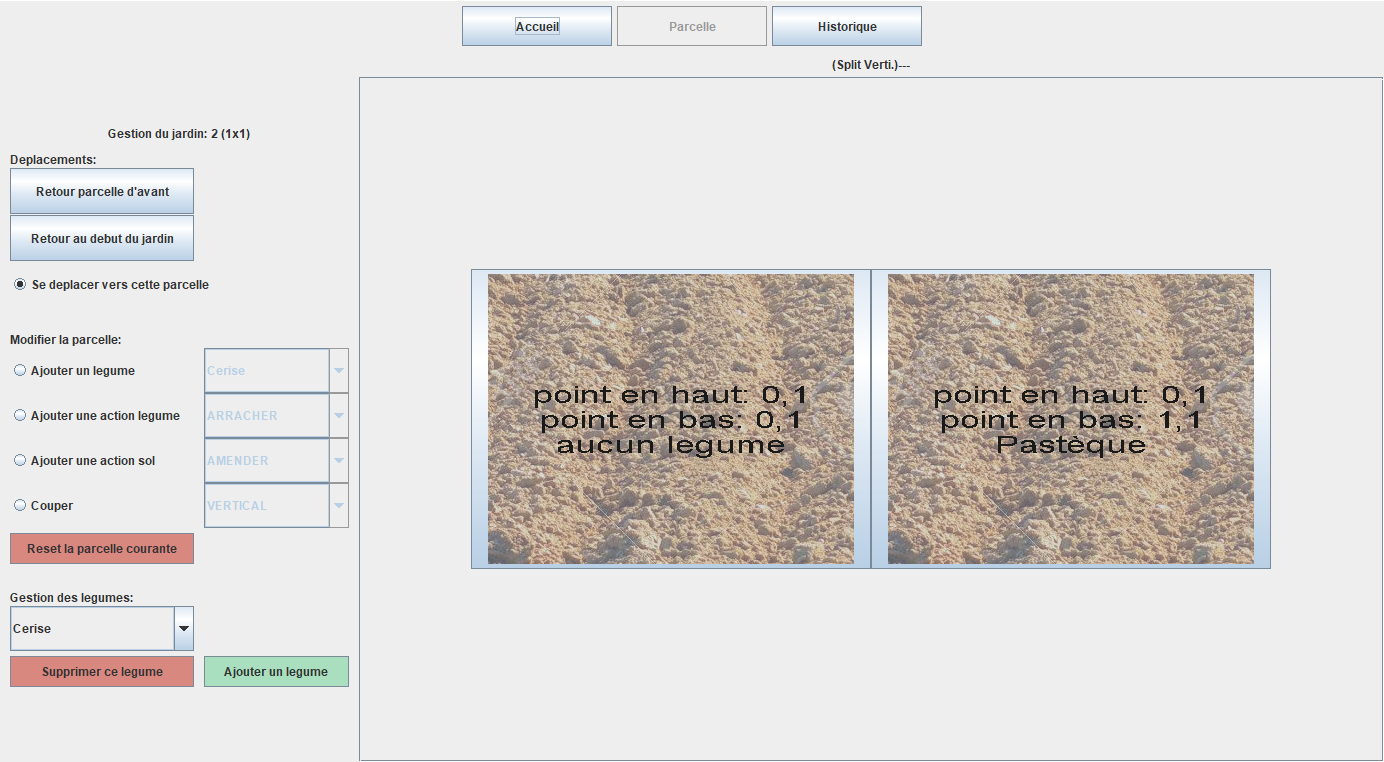 Accueil
Parcelle
Historique
(Split Verti.)---
Gestion du jardin: 2 (1x1)
Deplacements:
Retour parcelle d'avant
Retour au debut du jardin
Se deplacer vers cette parcelle
Modifier la parcelle:
Ajouter un legume
Cerise
Ajouter une action legume
ARRACHER
Ajouter une action sol
AMENDER
Couper
VERTICAL
Reset la parcelle courante
Gestion des legumes:
Cerise
Supprimer ce legume
Ajouter un legume
point en haut: 0,1
point en bas: 0,1
aucun legume
point en haut: 0,1
point en bas: 1,1
Pastèque